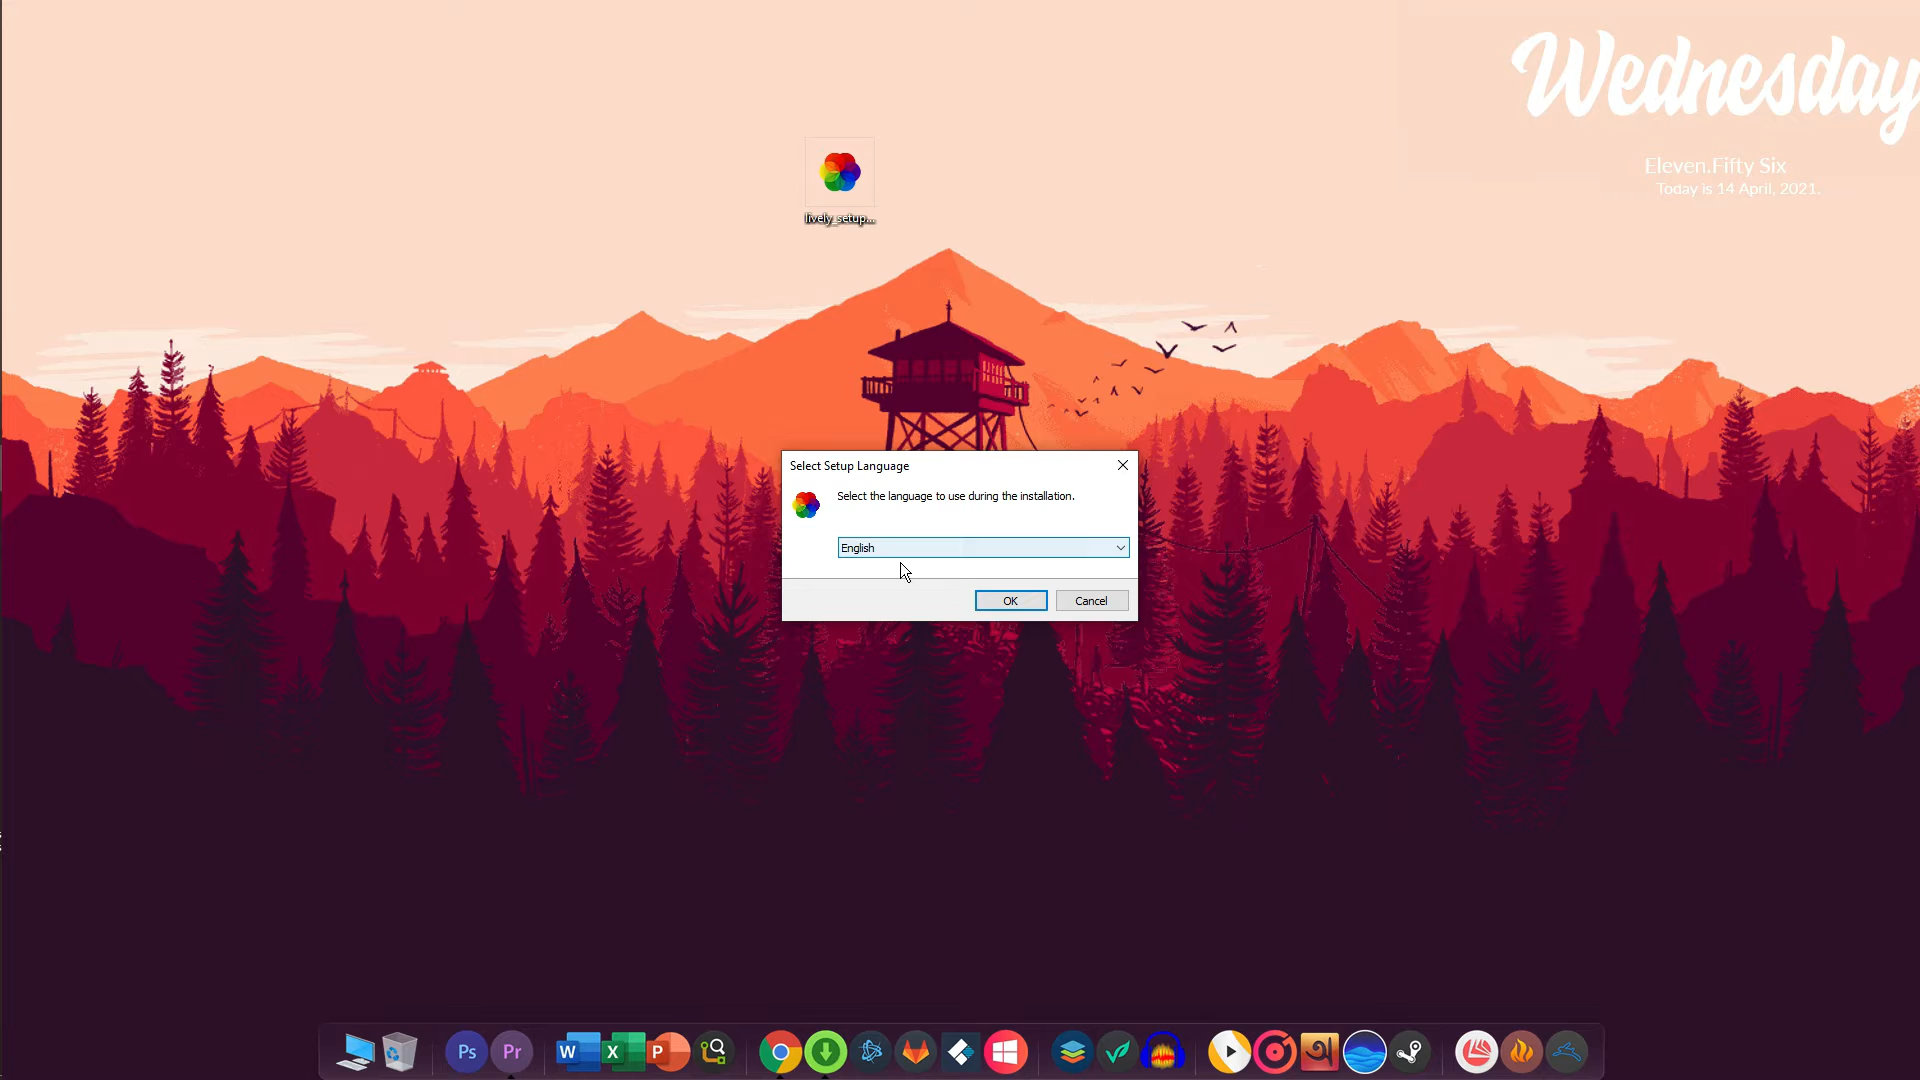 Wednesday
Eleven.Fifty Six
Today is 14 April, 2021.
lively_setup...
Select Setup Language
Select the language to use during the installation.
English
OK
Cancel
Ps
Pr
W
X
P